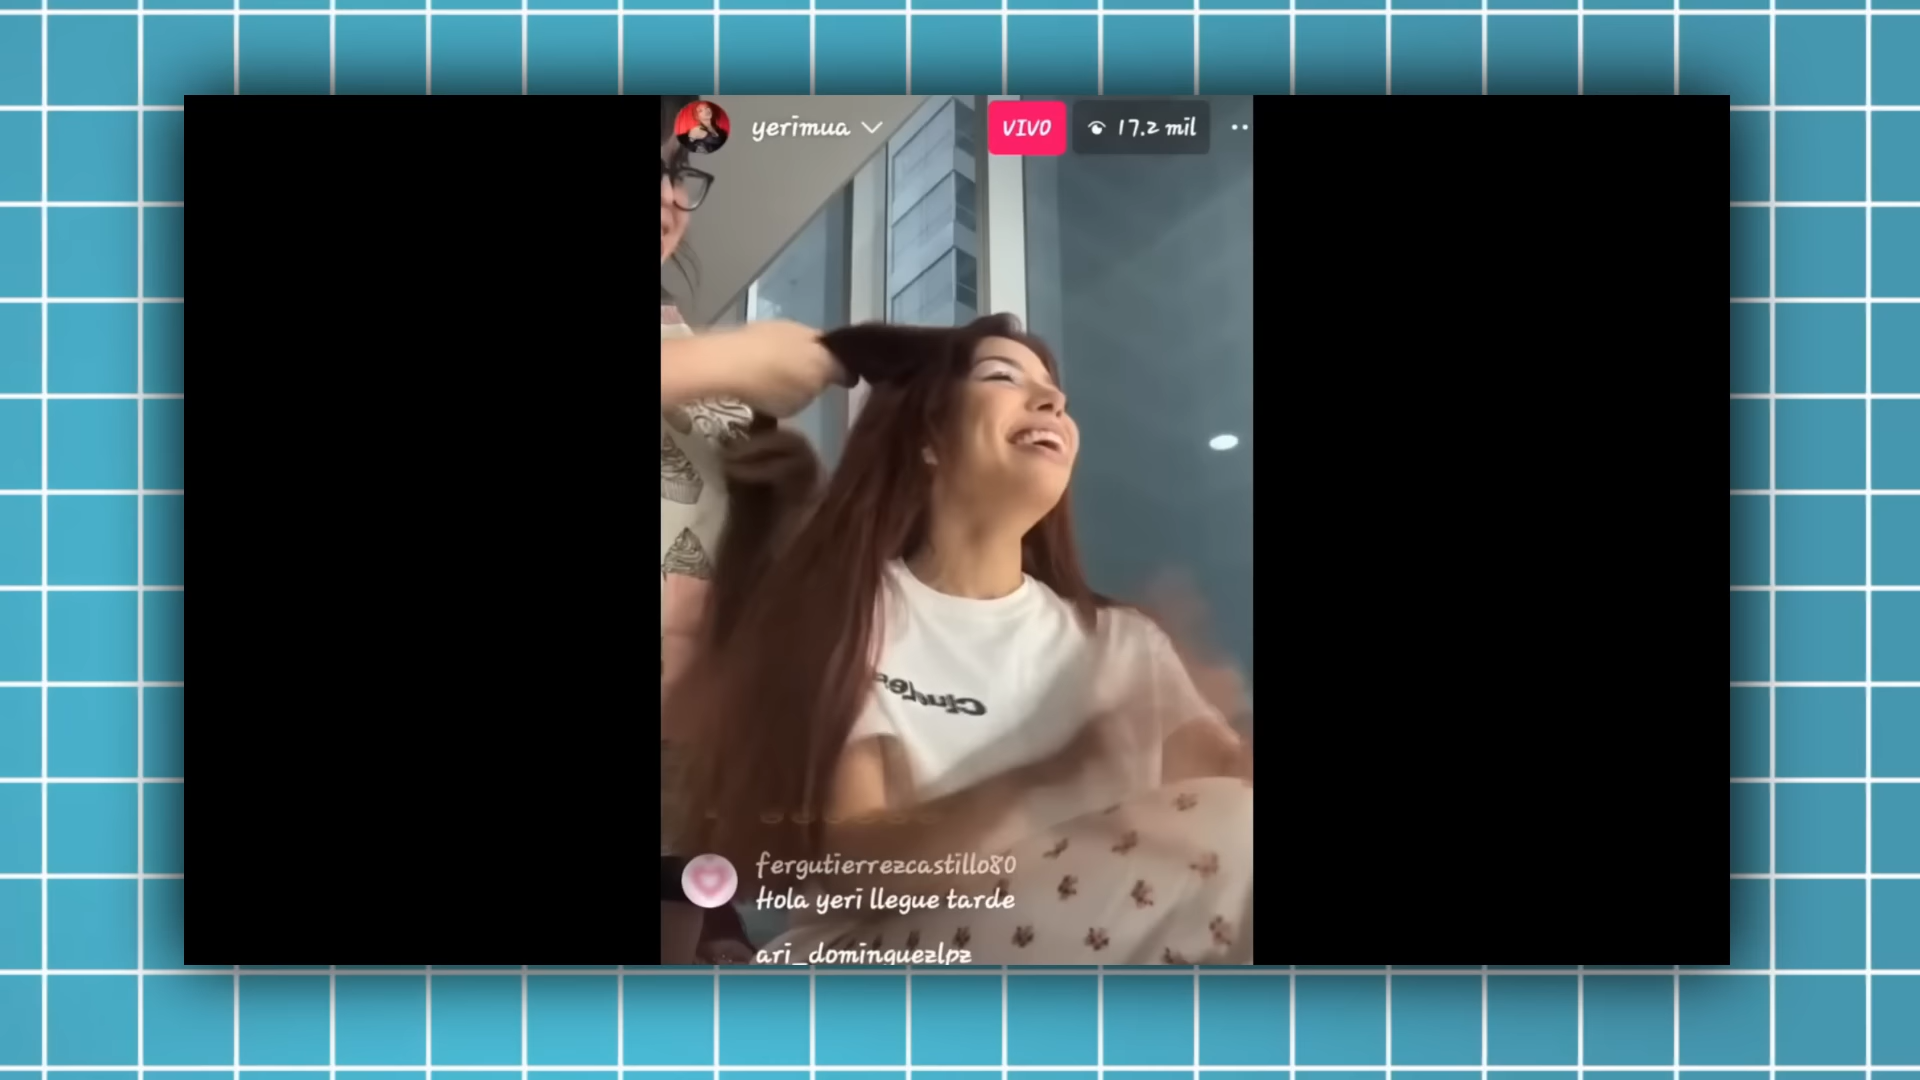 yerimua
VIVO
17.2 mil
fergutierrezcastillo80
Hola yeri llegue tarde
ari_dominguezlpz